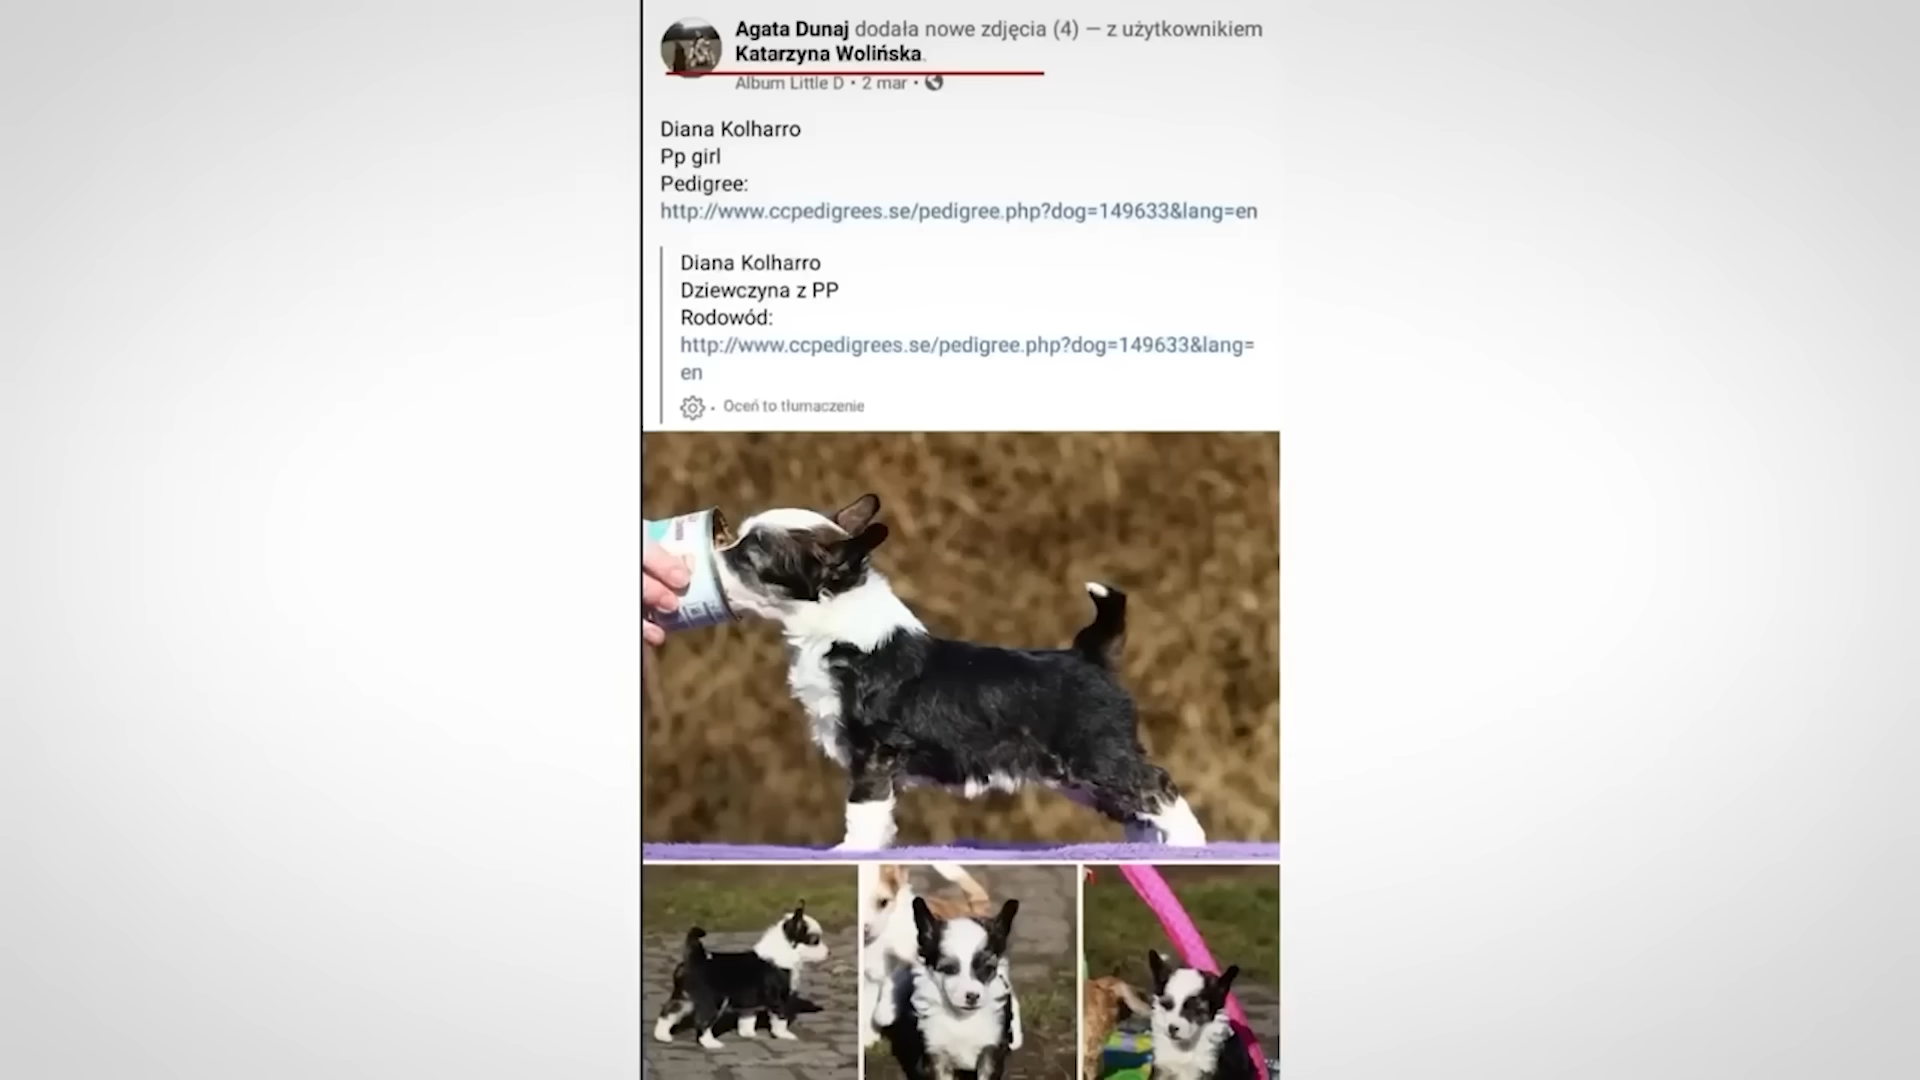 Agata Dunaj dodała nowe zdjęcia (4) — z użytkownikiem
Katarzyna Wolińska.
Album Little D • 2 mar •
Diana Kolharro
Pp girl
Pedigree:
http://www.ccpedigrees.se/pedigree.php?dog=149633&lang=en
Diana Kolharro
Dziewczyna z PP
Rodowód:
http://www.ccpedigrees.se/pedigree.php?dog=149633&lang=
en
• Oceń to tłumaczenie